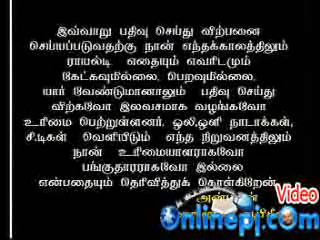 இவ்வாறு பதிவு செய்து விற்பனை
செய்யப்படுவதற்கு நான் எந்தக்காலத்திலும்
ராயல்டி எதையும் எவரிடமும்
கேட்கவுமில்லை. பெறவுமில்லை.
யார் வேண்டுமானாலும் பதிவு செய்து
விற்கவோ இலவசமாக வழங்கவோ
உரிமை பெற்றுள்ளனர். ஒலி,ஒளி நாடாக்கள்,
சி.டிகள் வெளியிடும் எந்த நிறுவனத்திலும்
நான் உரிமையாளராகவோ
பங்குதாரராகவோ இல்லை
என்பதையும் தெரிவித்துக் கொள்கிறேன்.
Video
Onlinepj.com